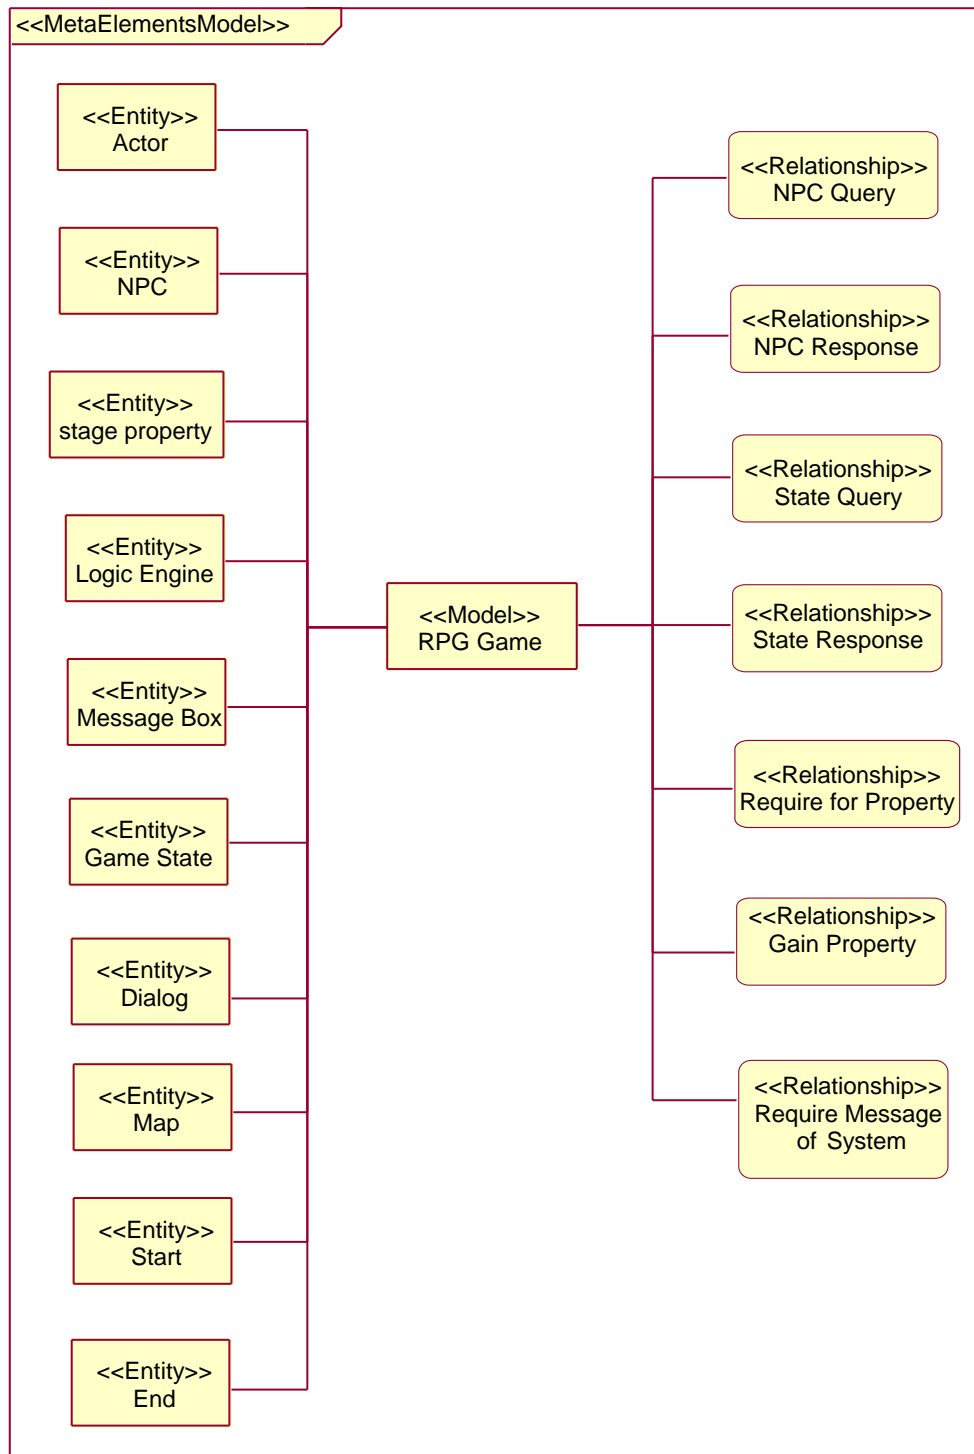 <<MetaElementsModel>>
<<Entity>>
Actor
<<Entity>>
NPC
<<Entity>>
stage property
<<Entity>>
Logic Engine
<<Entity>>
Message Box
<<Entity>>
Game State
<<Entity>>
Dialog
<<Entity>>
Map
<<Entity>>
Start
<<Entity>>
End
<<Model>>
RPG Game
<<Relationship>>
NPC Query
<<Relationship>>
NPC Response
<<Relationship>>
State Query
<<Relationship>>
State Response
<<Relationship>>
Require for Property
<<Relationship>>
Gain Property
<<Relationship>>
Require Message
of System